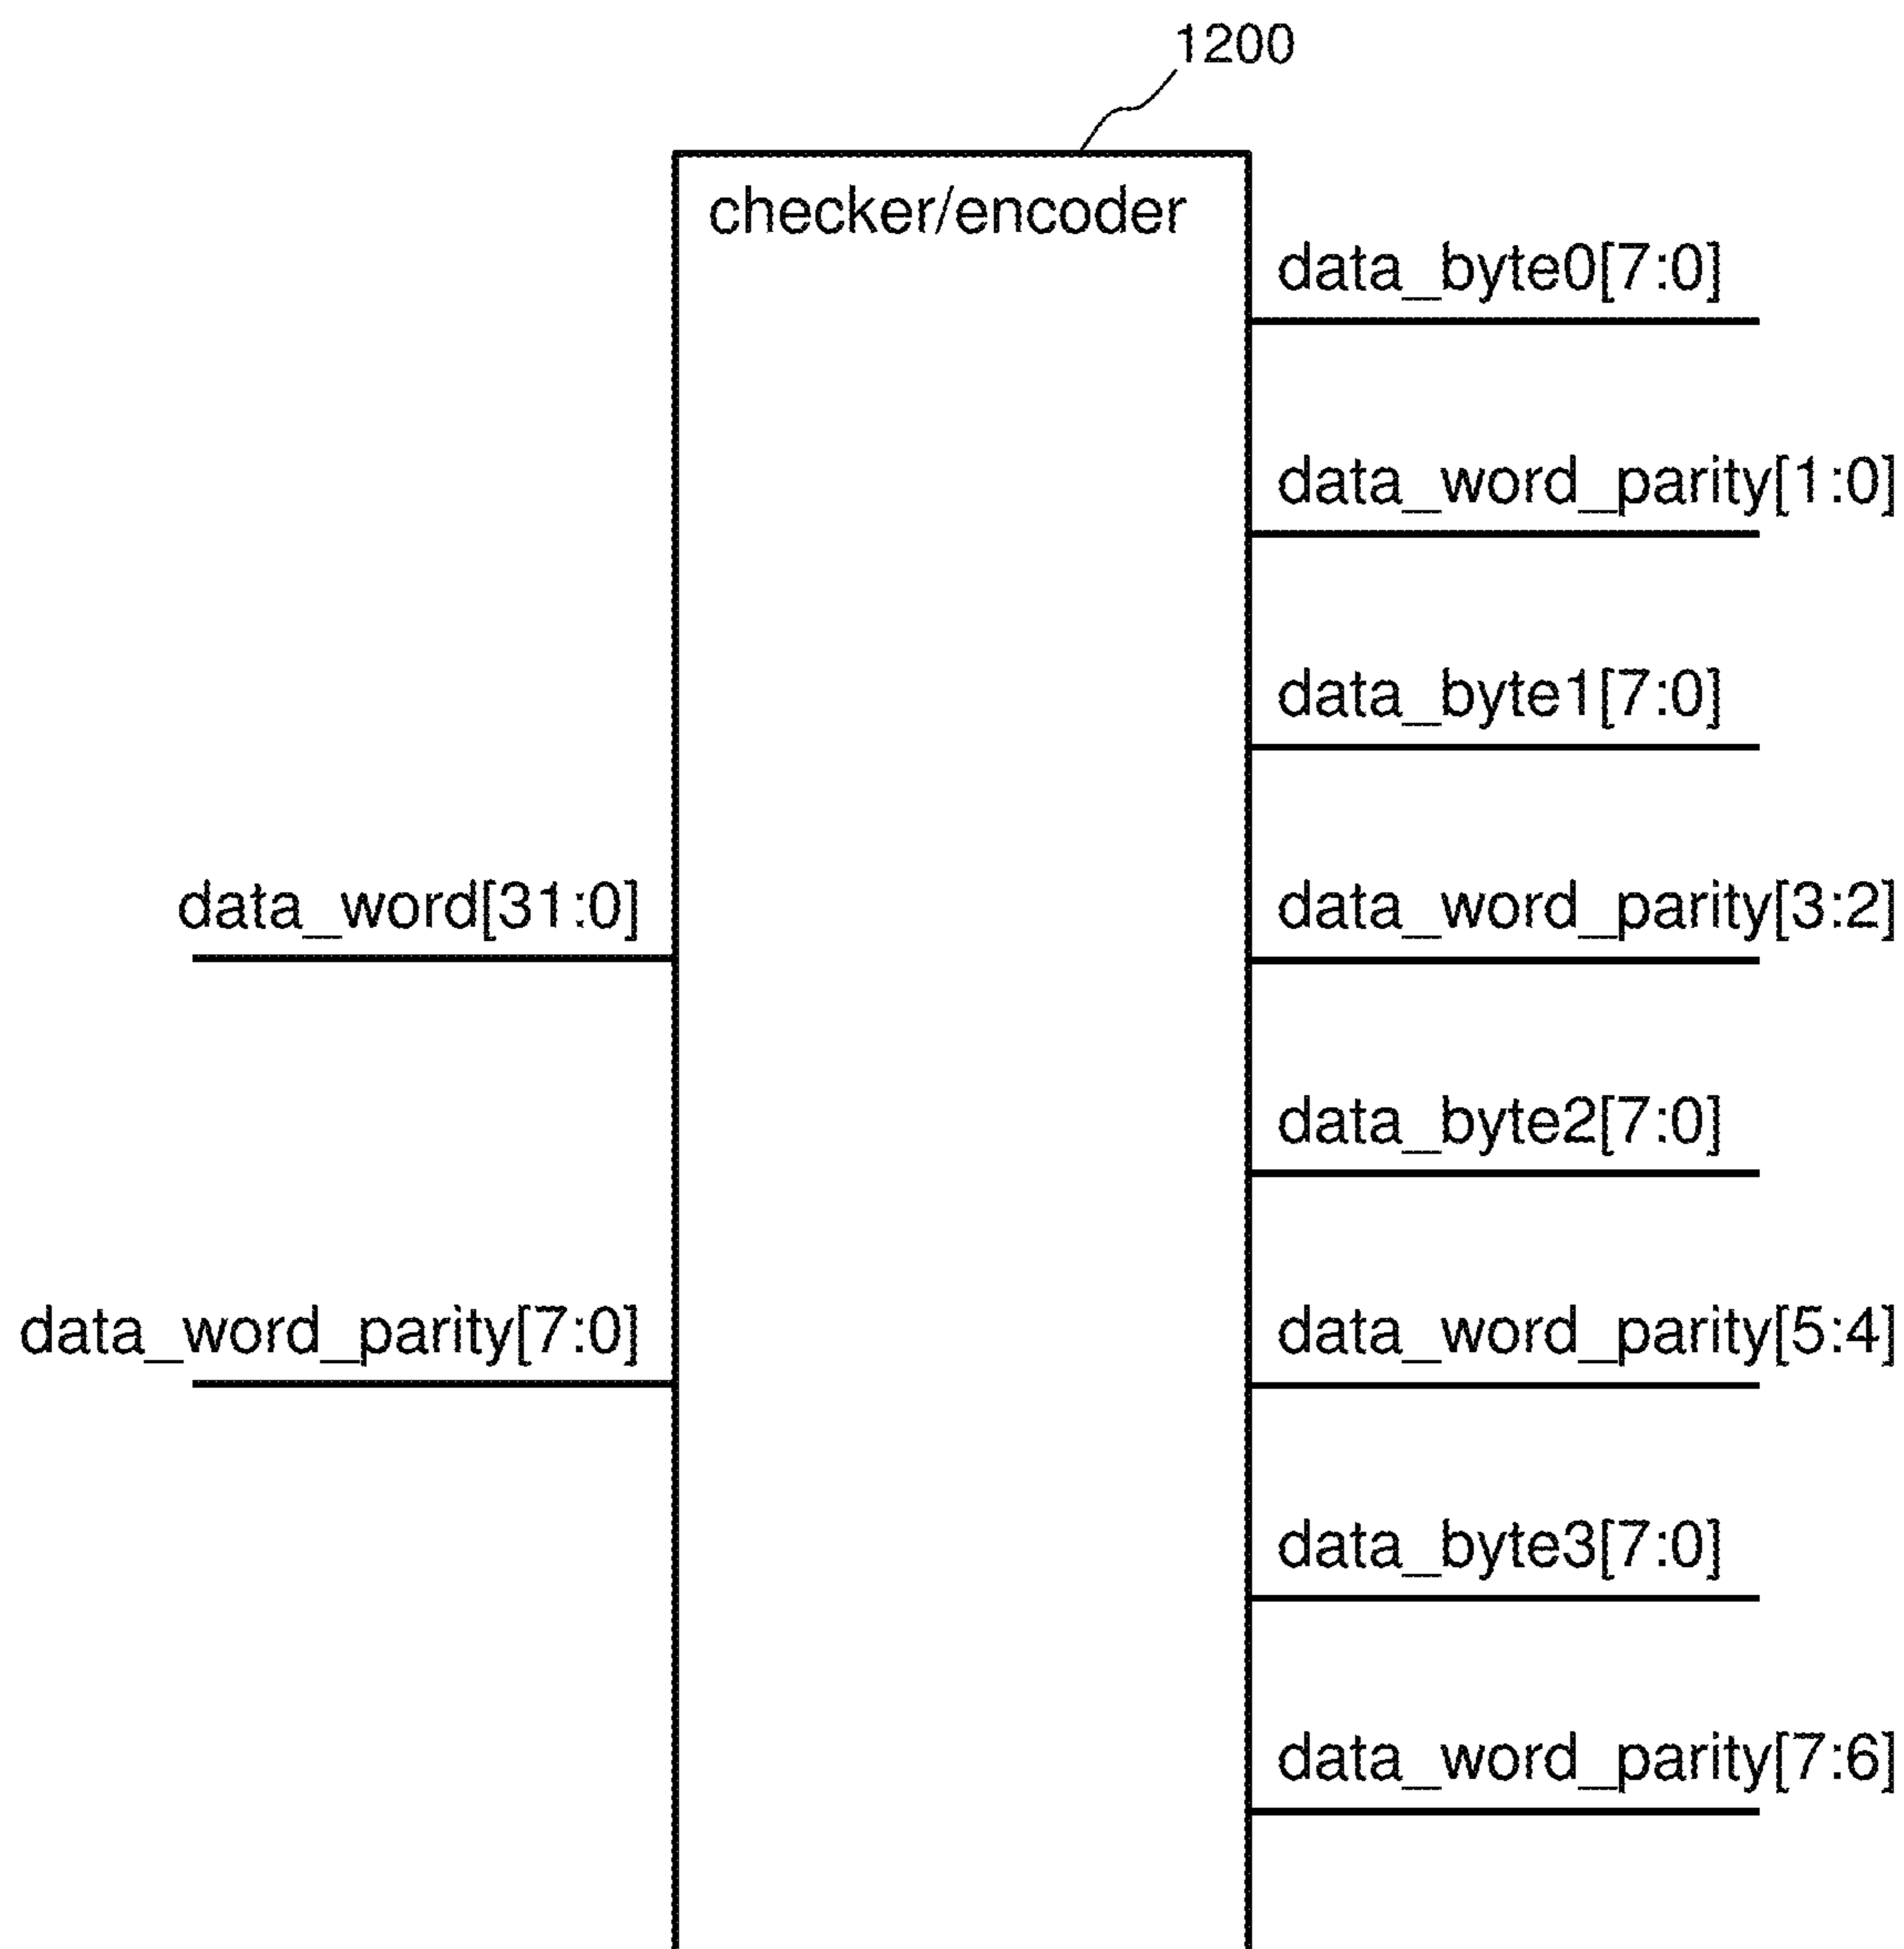 1200
checker/encoder
data_byte0[7:0]
data_word_parity[1:0]
data_byte1[7:0]
data_word[31:0]
data_word_parity[3:2]
data_byte2[7:0]
data_word_parity[7:0]
data_word_parity[5:4]
data_byte3[7:0]
data_word_parity[7:6]